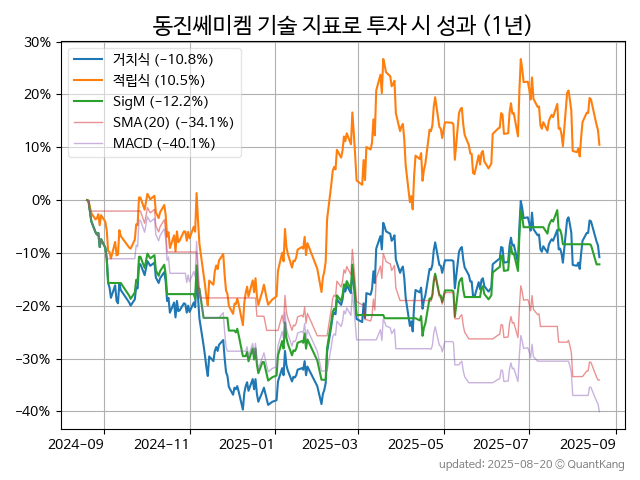 동진쎄미켐 기술 지표로 투자 시 성과 (1년)
30%
20%
10%
0%
−10%
−20%
−30%
−40%
거치식 (−10.8%)
적립식 (10.5%)
SigM (−12.2%)
SMA(20) (−34.1%)
MACD (−40.1%)
2024-09 2024-11 2025-01 2025-03 2025-05 2025-07 2025-09
updated: 2025-08-20 © QuantKang